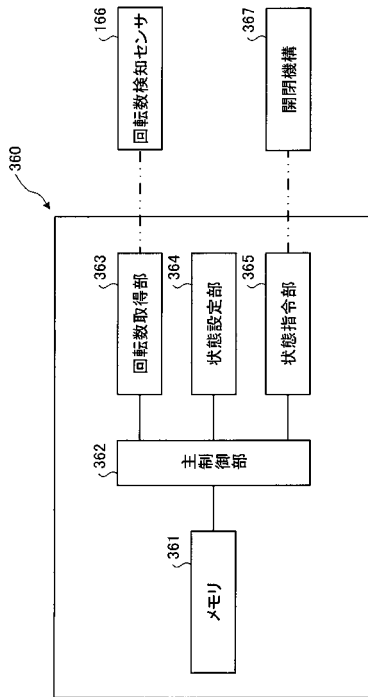 360
361
メモリ
362
主制御部
363
回転数取得部
364
状態設定部
365
状態指令部
166
回転数検知センサ
367
開閉機構